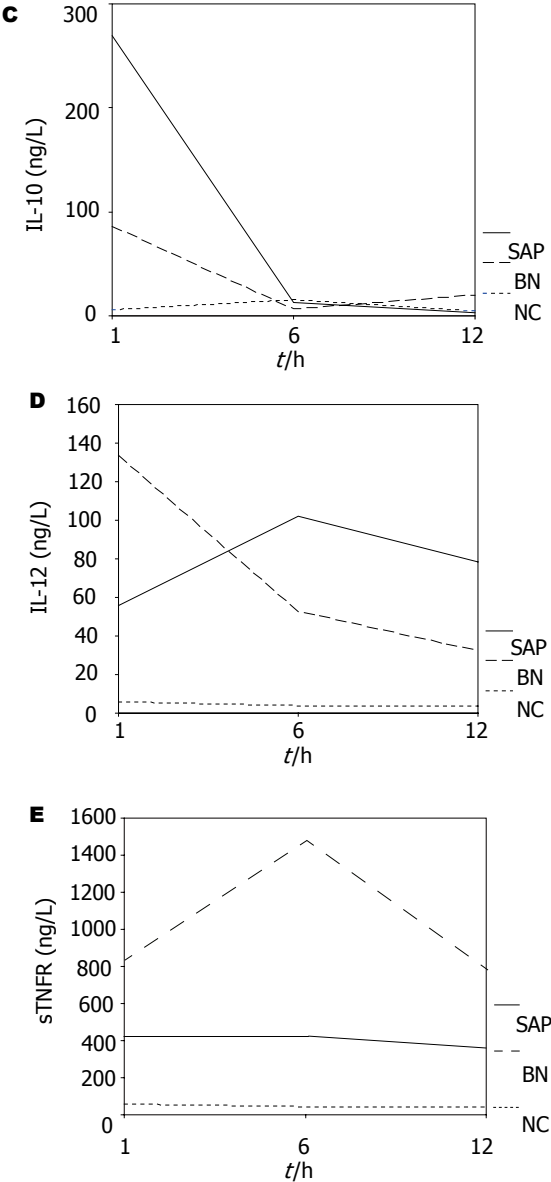 C
IL-10 (ng/L)
300
200
100
0
1 6 12
t/h
SAP
BN
NC
D
IL-12 (ng/L)
160
140
120
100
80
60
40
20
0
1 6 12
t/h
SAP
BN
NC
E
sTNFR (ng/L)
1600
1400
1200
1000
800
600
400
200
0
1 6 12
t/h
SAP
BN
NC